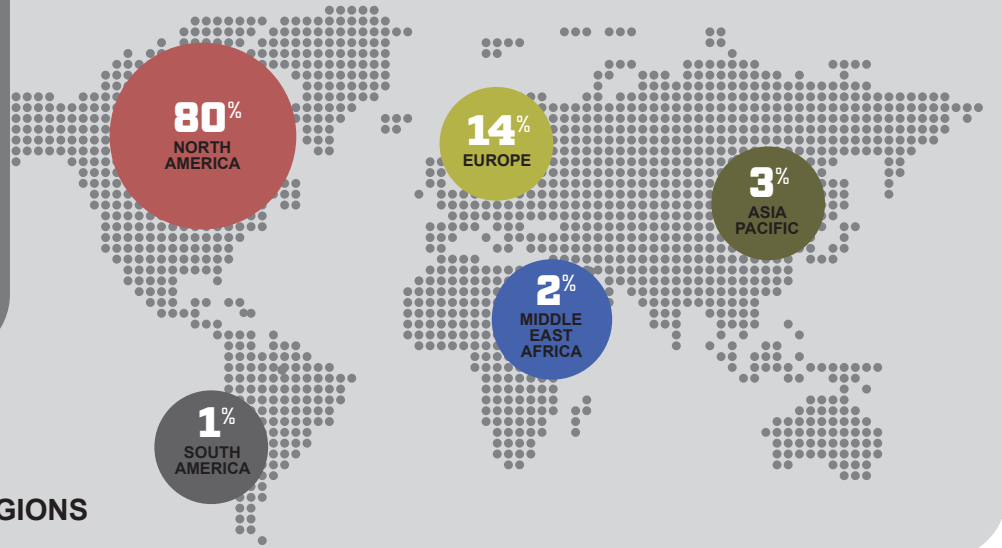 80%
NORTH
AMERICA
14%
EUROPE
3%
ASIA
PACIFIC
2%
MIDDLE
EAST
AFRICA
1%
SOUTH
AMERICA
GIONS